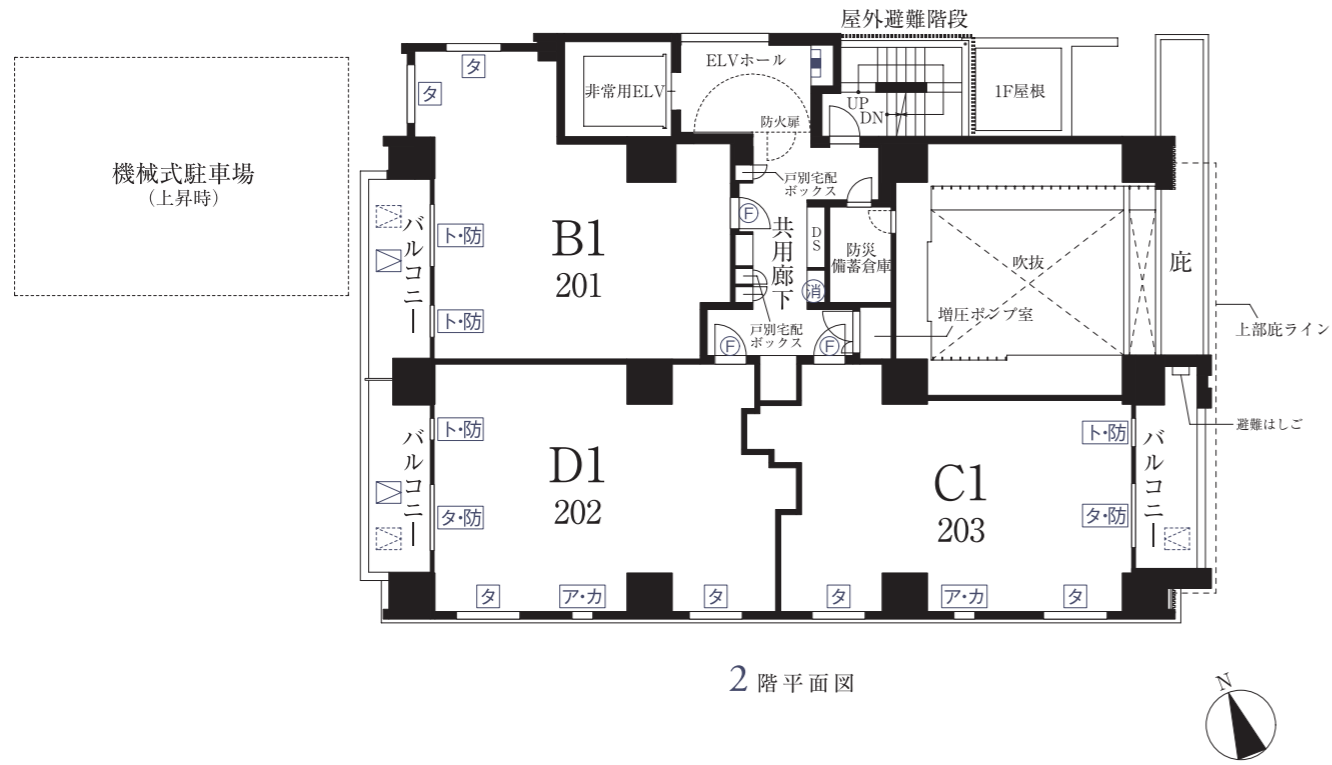 屋外避難階段
ELVホール
タ
タ
非常用ELV
1F屋根
UP
DN
防火扉
機械式駐車場
（上昇時）
戸別宅配
ボックス
バルコニー
ト・防
B1
201
F
共用廊下
DS
防災
備蓄倉庫
吹抜
庇
消
ト・防
戸別宅配
ボックス
増圧ポンプ室
上部庇ライン
F
F
避難はしご
バルコニー
ト・防
D1
202
タ・防
C1
203
ト・防
タ・防
バルコニー
タ
ア・カ
タ
タ
ア・カ
タ
2階平面図
N